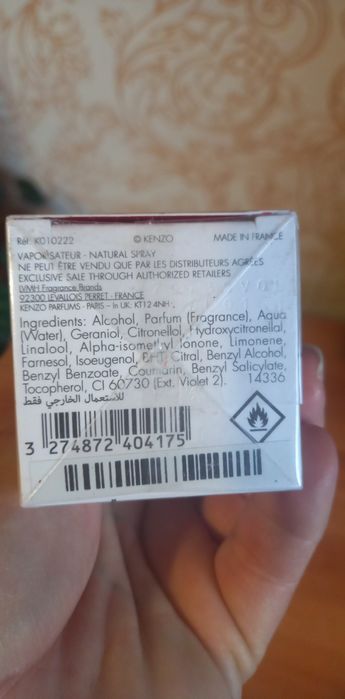 Réf. K010222 © KENZO MADE IN FRANCE
VAPORISATEUR - NATURAL SPRAY
NE PEUT ÊTRE VENDU QUE PAR LES DISTRIBUTEURS AGRÉÉS
EXCLUSIVE SALE THROUGH AUTHORIZED RETAILERS
LVMH Fragrance Brands
92300 LEVALLOIS PERRET - FRANCE
KENZO PARFUMS - PARIS - In UK: KT12 4NH
Ingredients: Alcohol, Parfum (Fragrance), Aqua
(Water), Geraniol, Citronellol, Hydroxycitronellal,
Linalool, Alpha-isomethyl Ionone, Limonene,
Farnesol, Isoeugenol, BHT, Citral, Benzyl Alcohol,
Benzyl Benzoate, Coumarin, Benzyl Salicylate,
Tocopherol, CI 60730 (Ext. Violet 2). 14336
للاستعمال الخارجي فقط
3 274872 404175